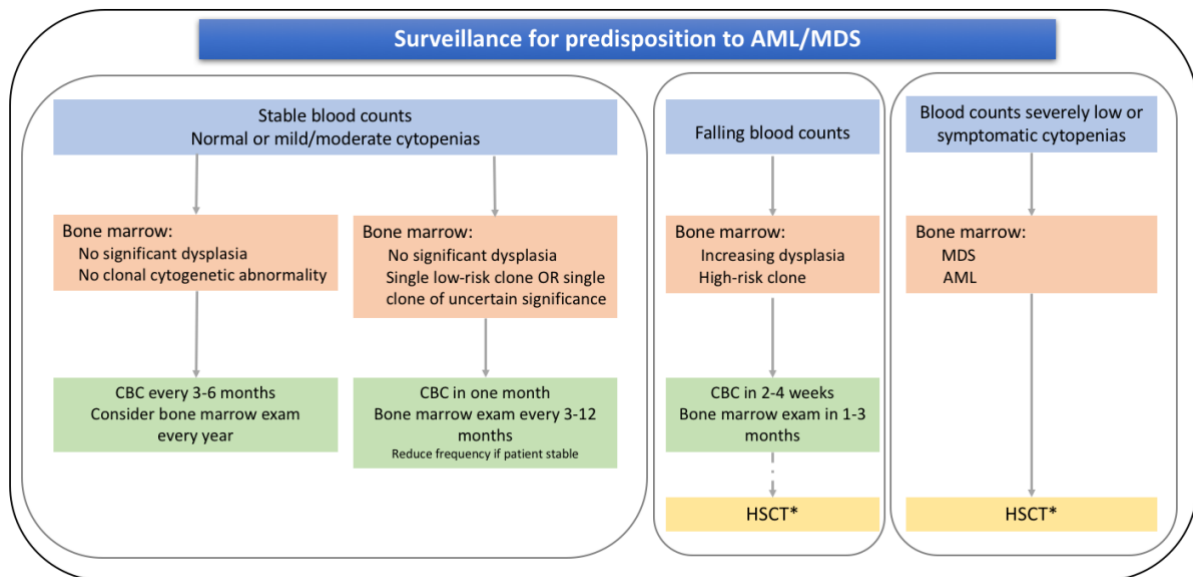 Surveillance for predisposition to AML/MDS
Stable blood counts
Normal or mild/moderate cytopenias
Bone marrow:
No significant dysplasia
No clonal cytogenetic abnormality
CBC every 3-6 months
Consider bone marrow exam
every year
Bone marrow:
No significant dysplasia
Single low-risk clone OR single
clone of uncertain significance
CBC in one month
Bone marrow exam every 3-12
months
Reduce frequency if patient stable
Falling blood counts
Bone marrow:
Increasing dysplasia
High-risk clone
CBC in 2-4 weeks
Bone marrow exam in 1-3
months
HSCT*
Blood counts severely low or
symptomatic cytopenias
Bone marrow:
MDS
AML
HSCT*